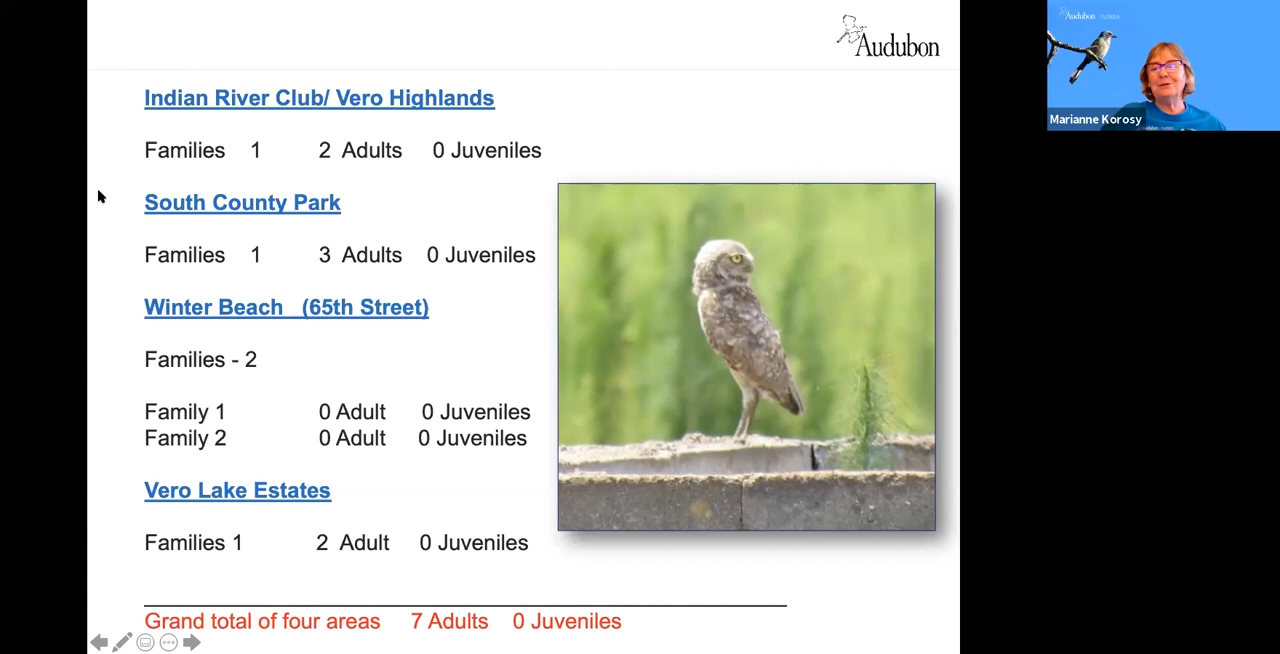 Audubon
Audubon FLORIDA
Indian River Club/ Vero Highlands
Families 1 2 Adults 0 Juveniles
Marianne Korosy
South County Park
Families 1 3 Adults 0 Juveniles
Winter Beach (65th Street)
Families - 2
Family 1 0 Adult 0 Juveniles
Family 2 0 Adult 0 Juveniles
Vero Lake Estates
Families 1 2 Adult 0 Juveniles
Grand total of four areas 7 Adults 0 Juveniles